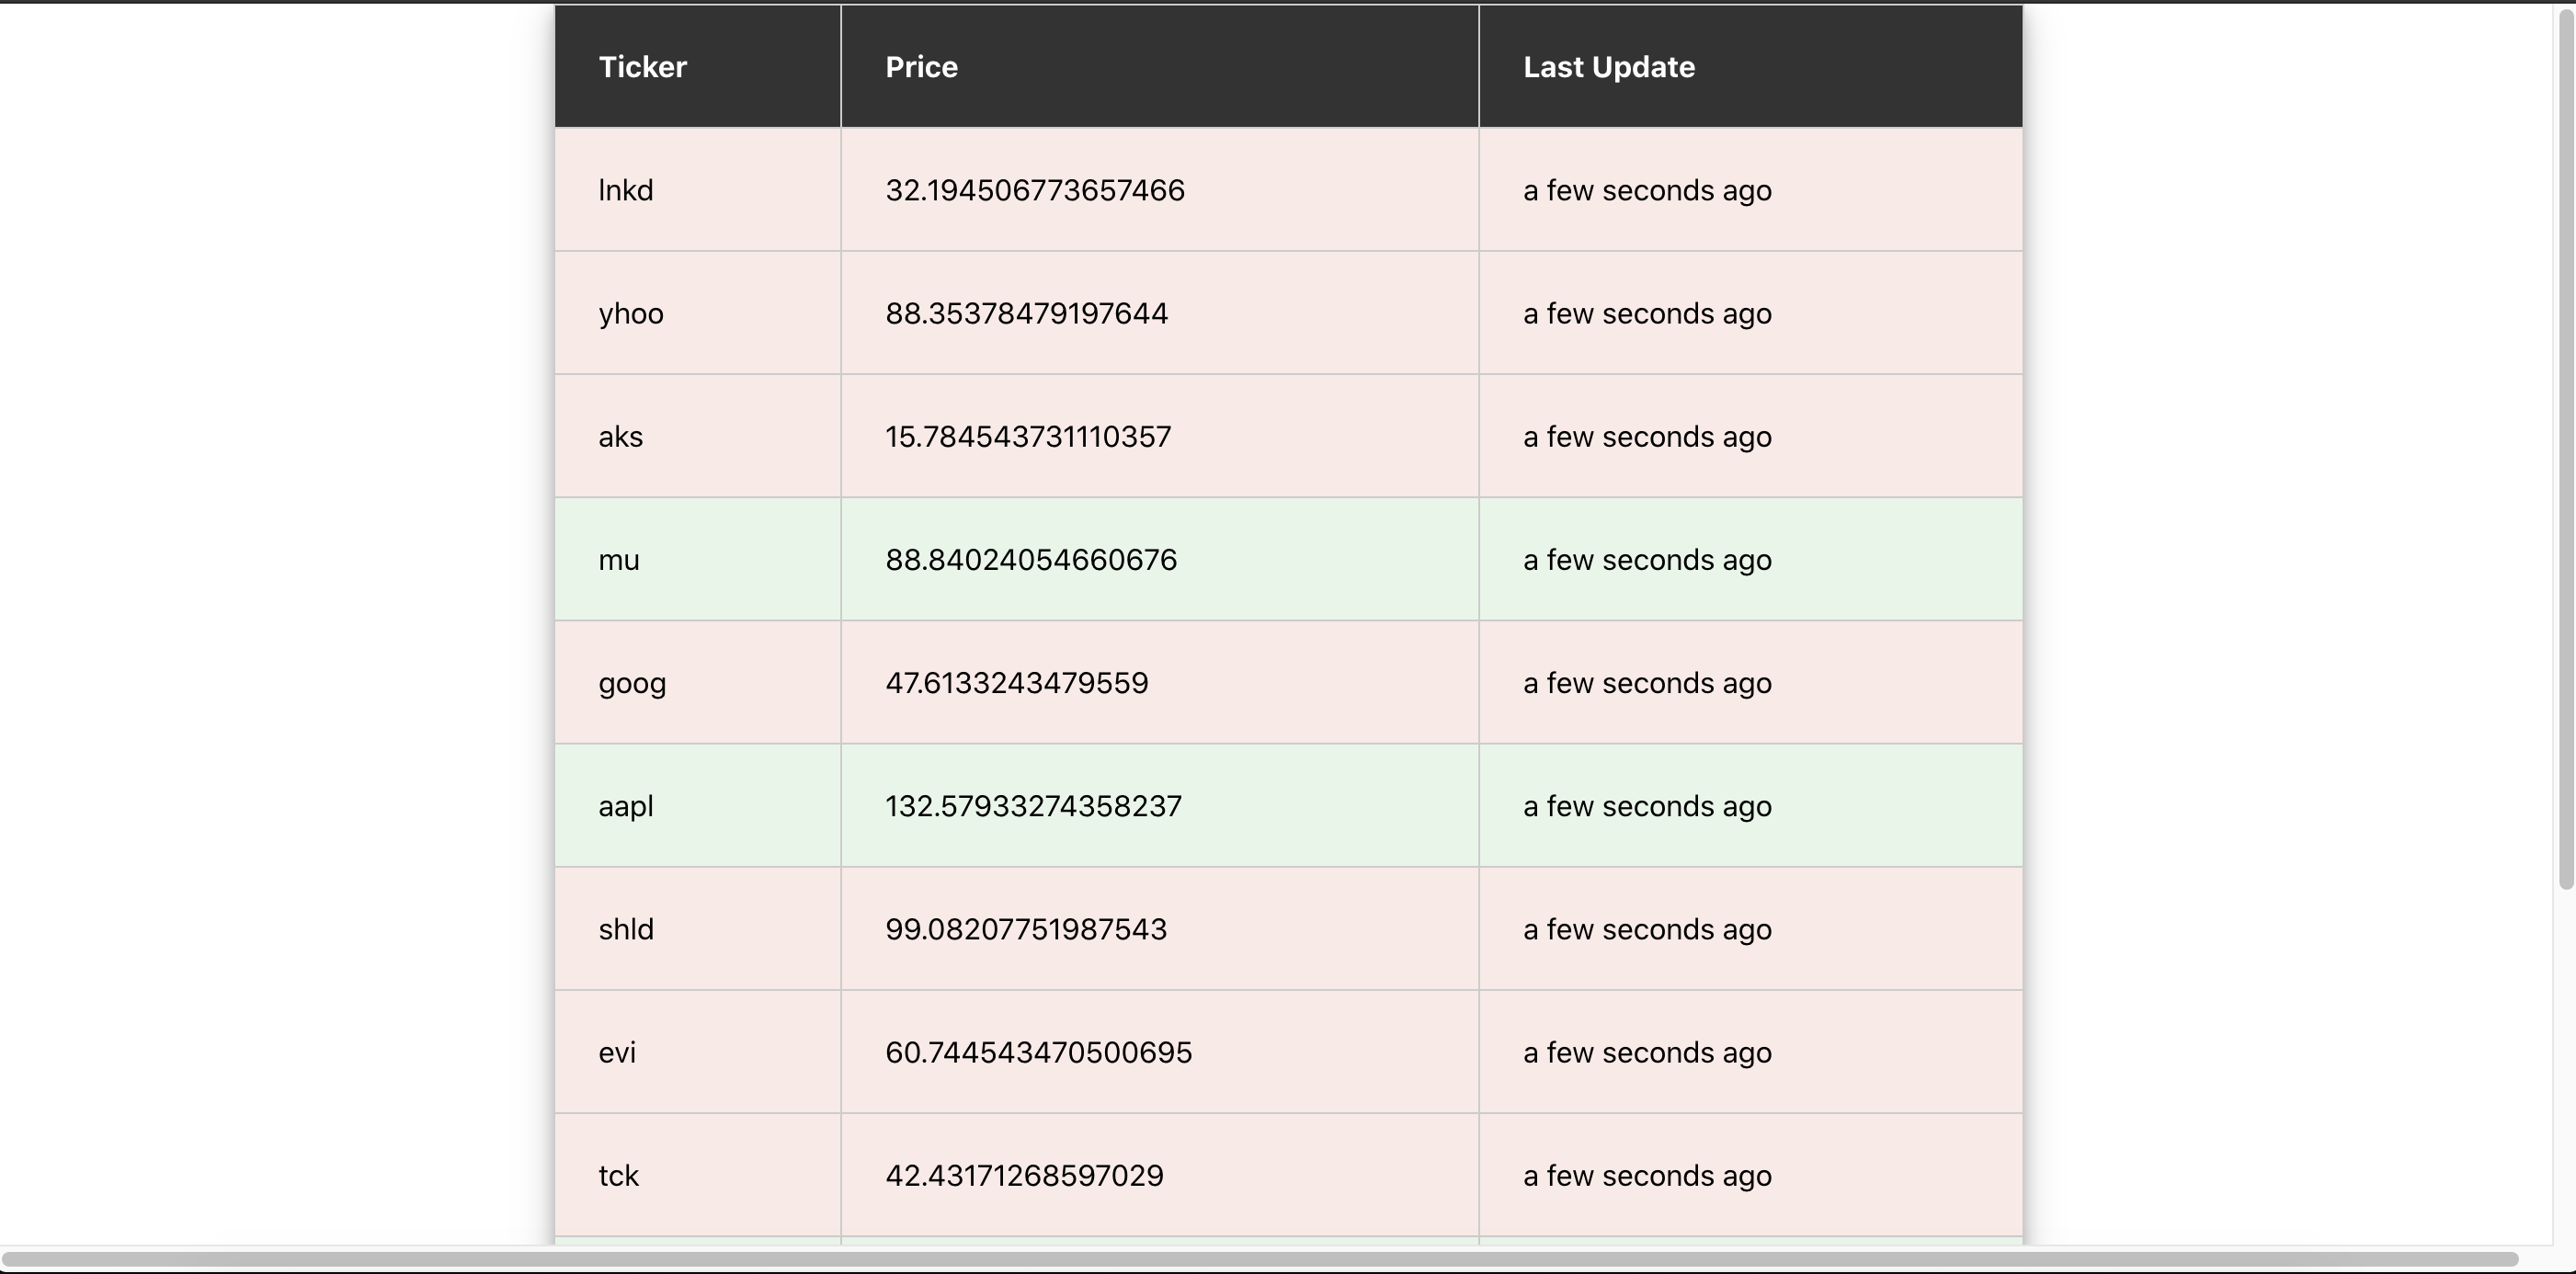 Ticker Price Last Update
lnkd 32.194506773657466 a few seconds ago
yhoo 88.35378479197644 a few seconds ago
aks 15.784543731110357 a few seconds ago
mu 88.84024054660676 a few seconds ago
goog 47.6133243479559 a few seconds ago
aapl 132.57933274358237 a few seconds ago
shld 99.08207751987543 a few seconds ago
evi 60.744543470500695 a few seconds ago
tck 42.43171268597029 a few seconds ago